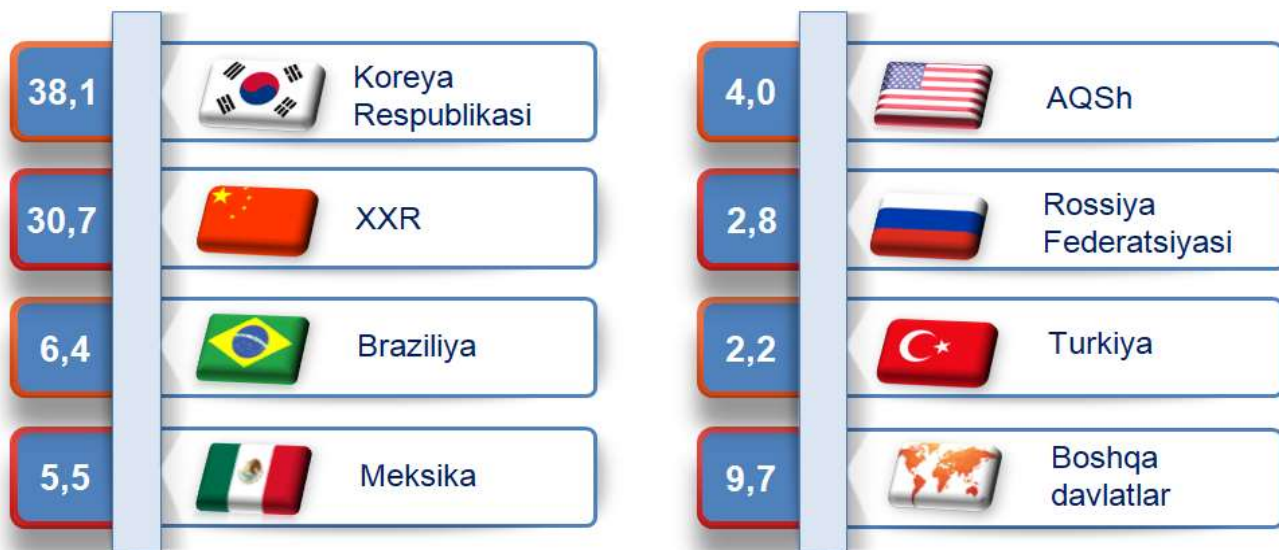 38,1
Koreya
Respublikasi
30,7
XXR
6,4
Braziliya
5,5
Meksika
4,0
AQSh
2,8
Rossiya
Federatsiyasi
2,2
Turkiya
9,7
Boshqa
davlatlar